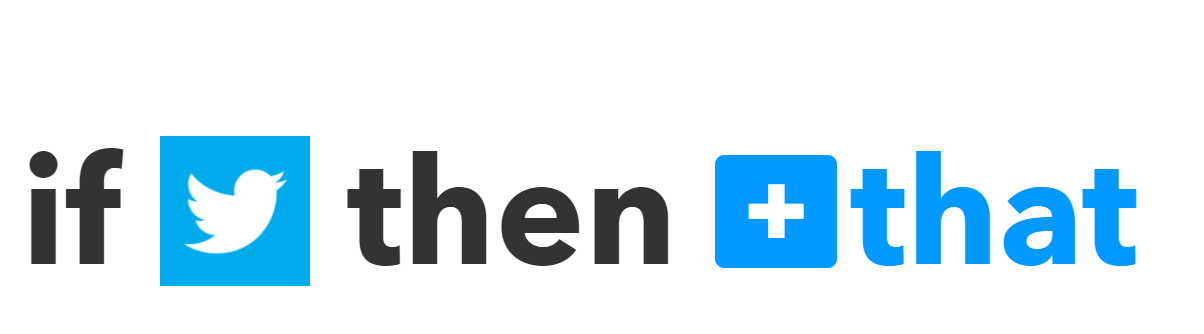 if then +that